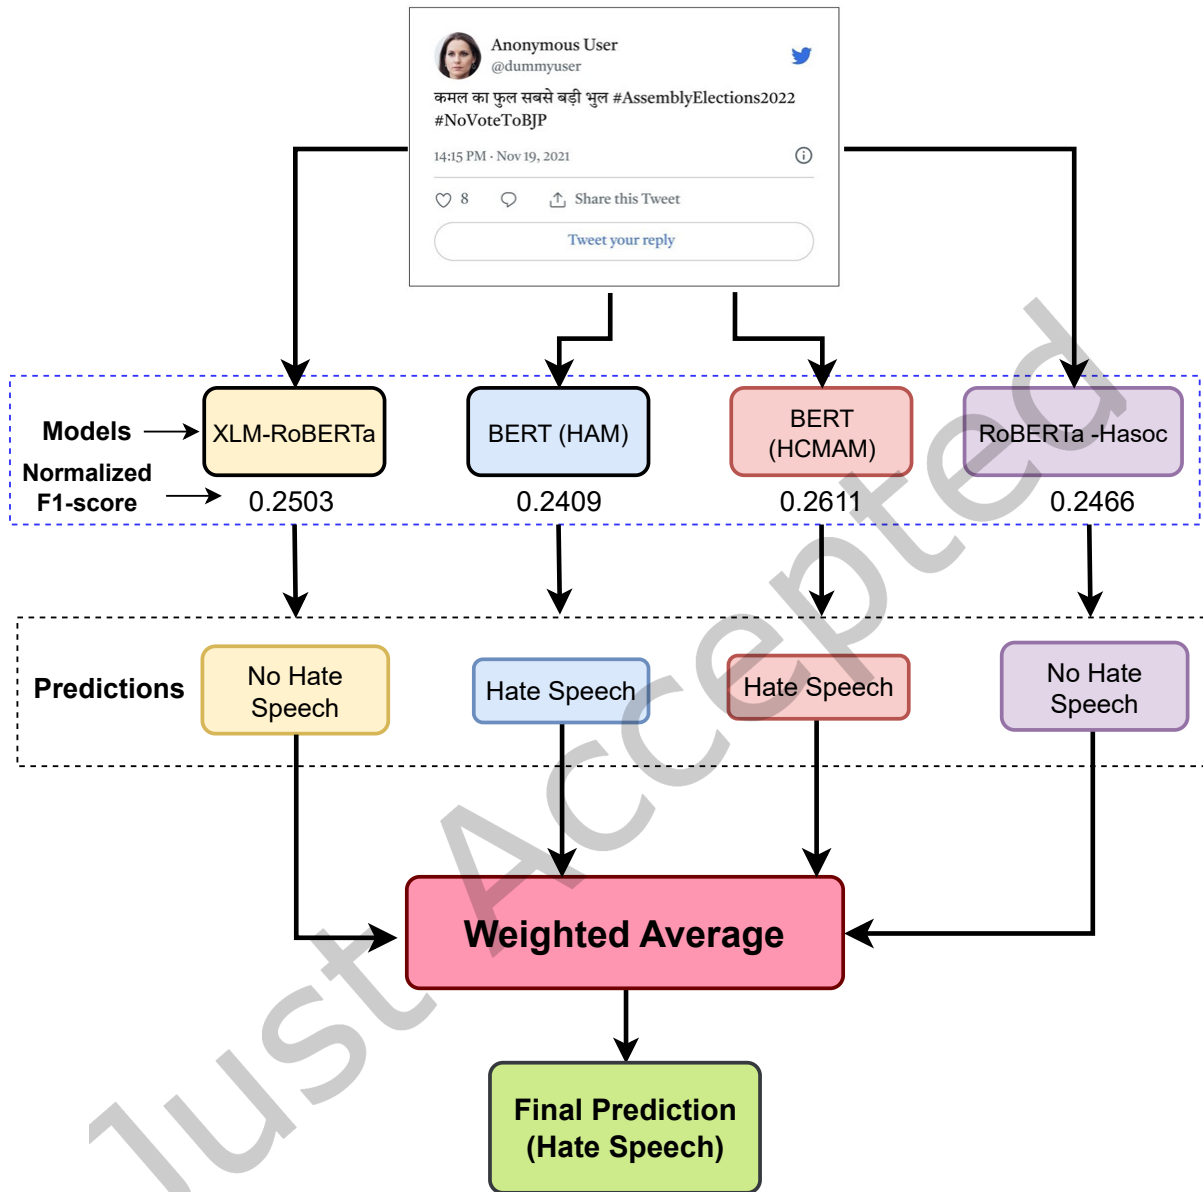 Anonymous User
@dummyuser
कमल का फुल सबसे बड़ी भुल #AssemblyElections2022
#NoVoteToBJP
14:15 PM · Nov 19, 2021
8
Share this Tweet
Tweet your reply
Models
XLM-RoBERTa
BERT (HAM)
BERT
(HCMAM)
RoBERTa -Hasoc
Normalized
F1-score
0.2503
0.2409
0.2611
0.2466
Predictions
No Hate
Speech
Hate Speech
Hate Speech
No Hate
Speech
Weighted Average
Final Prediction
(Hate Speech)
Just Accepted